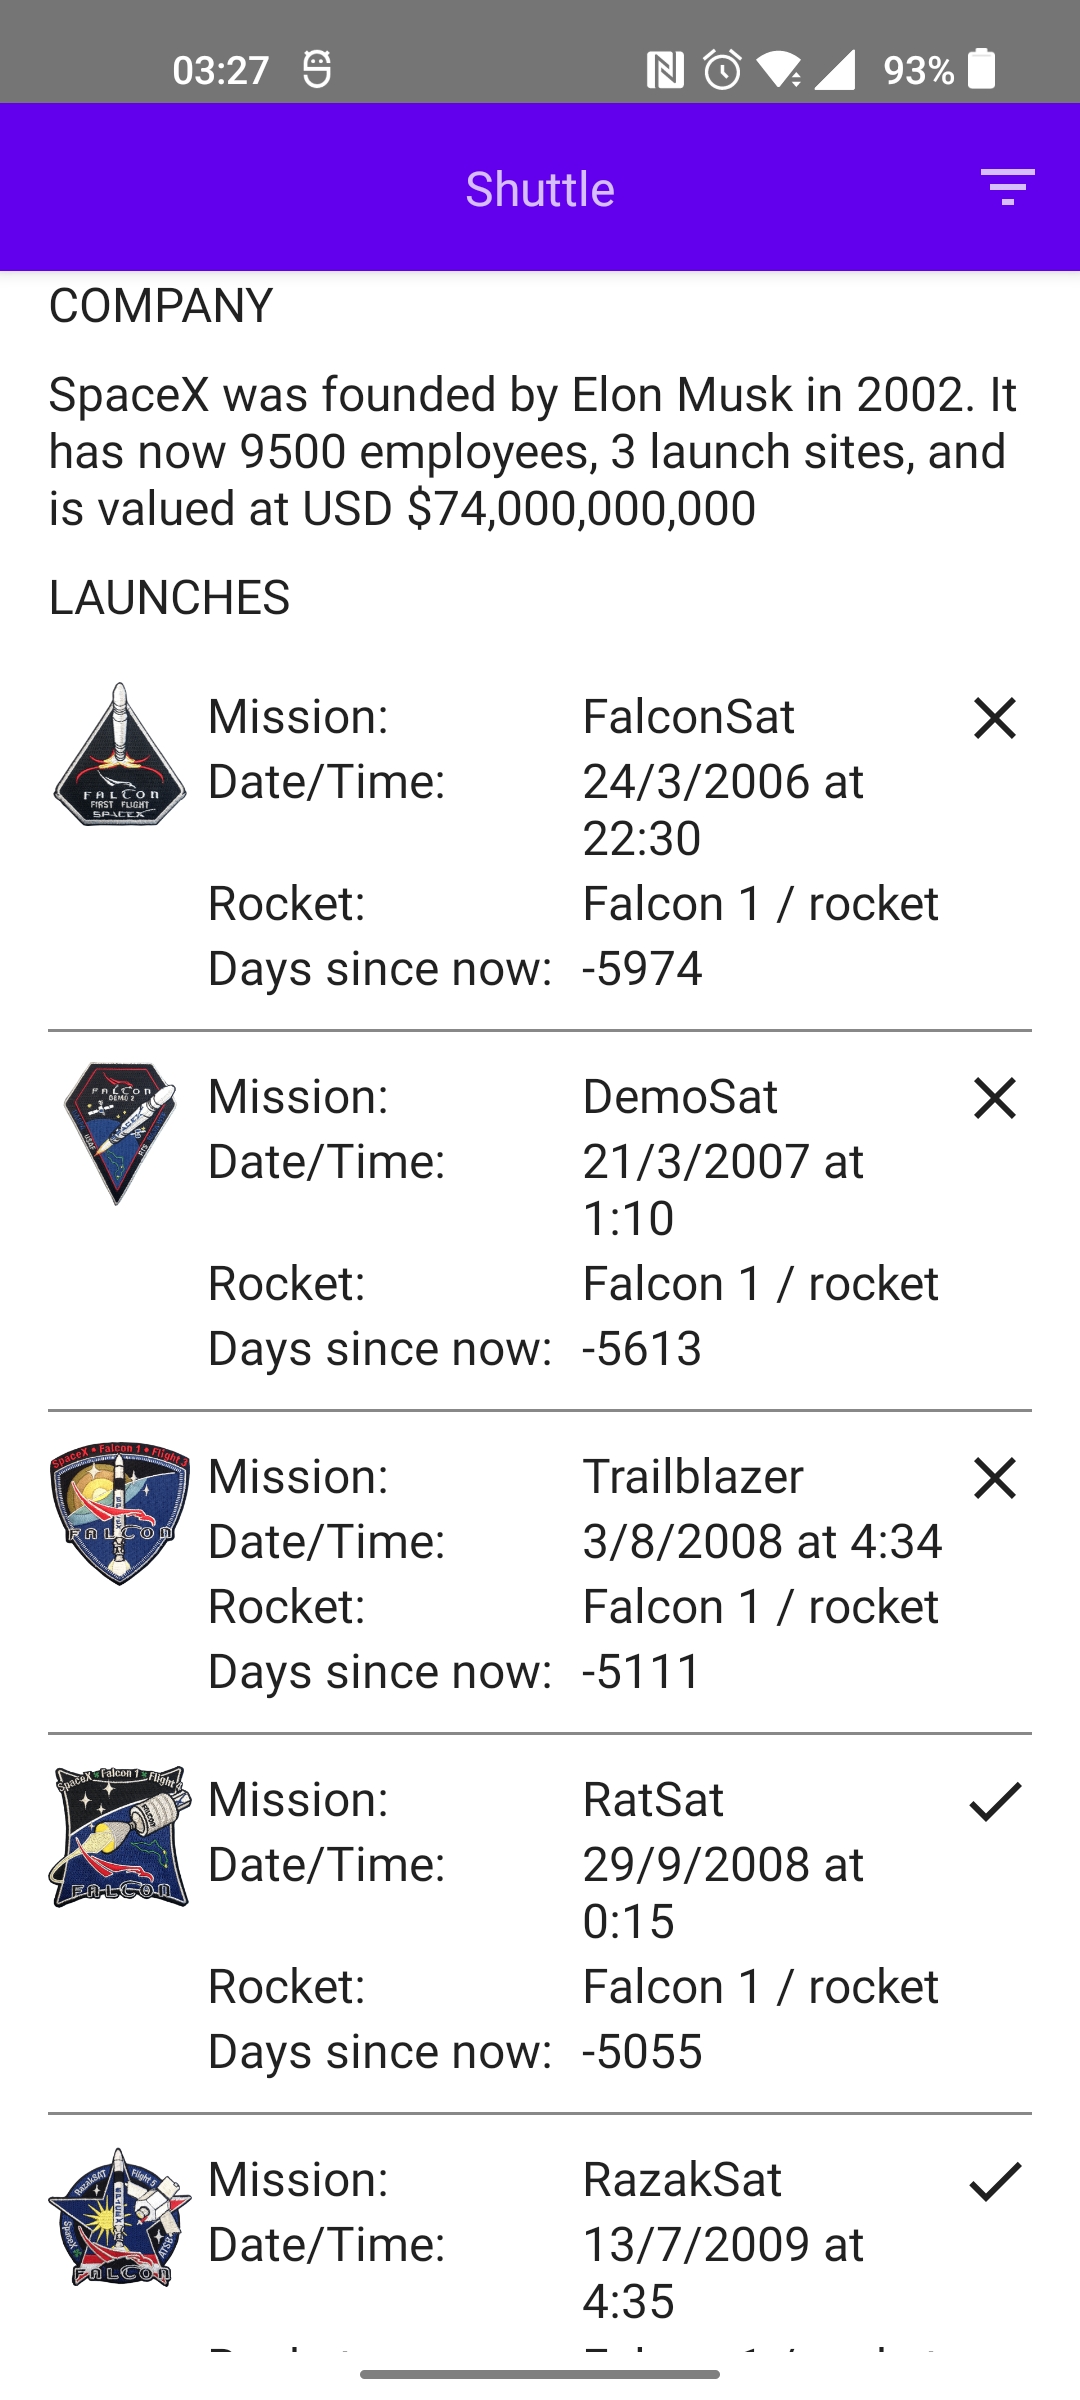 03:27 93%
Shuttle
COMPANY
SpaceX was founded by Elon Musk in 2002. It
has now 9500 employees, 3 launch sites, and
is valued at USD $74,000,000,000
LAUNCHES
FALCON
FIRST FLIGHT
SPACEX
Mission: FalconSat
Date/Time: 24/3/2006 at
22:30
Rocket: Falcon 1 / rocket
Days since now: -5974
FALCON
DEMO 2
Mission: DemoSat
Date/Time: 21/3/2007 at
1:10
Rocket: Falcon 1 / rocket
Days since now: -5613
SpaceX • Falcon 1 • Flight 3
FALCON
Mission: Trailblazer
Date/Time: 3/8/2008 at 4:34
Rocket: Falcon 1 / rocket
Days since now: -5111
SpaceX Falcon 1 Flight 4
FALCON
Mission: RatSat
Date/Time: 29/9/2008 at
0:15
Rocket: Falcon 1 / rocket
Days since now: -5055
RazakSAT Flight 5
SPACEX
SpaceX
ATSB
FALCON
Mission: RazakSat
Date/Time: 13/7/2009 at
4:35